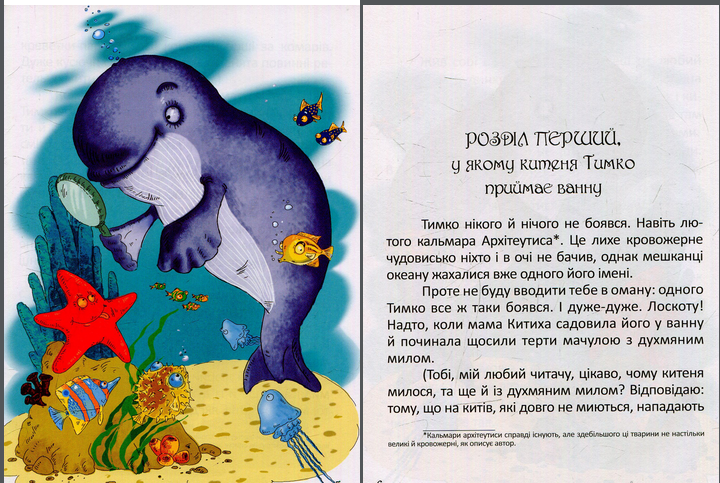 РОЗДІЛ ПЕРШИЙ,
у якому китеня Тимко
приймає ванну
Тимко нікого й нічого не боявся. Навіть лю-
того кальмара Архітеутиса*. Це лихе кровожерне
чудовисько ніхто і в очі не бачив, однак мешканці
океану жахалися вже одного його імені.
Проте не буду вводити тебе в оману: одного
Тимко все ж таки боявся. І дуже-дуже. Лоскоту!
Надто, коли мама Китиха садовила його у ванну
й починала щосили терти мачулою з духмяним
милом.
(Тобі, мій любий читачу, цікаво, чому китеня
милося, та ще й із духмяним милом? Відповідаю:
тому, що на китів, які довго не миються, нападають
*Кальмари архітеутиси справді існують, але здебільшого ці тварини не настільки
великі й кровожерні, як описує автор.